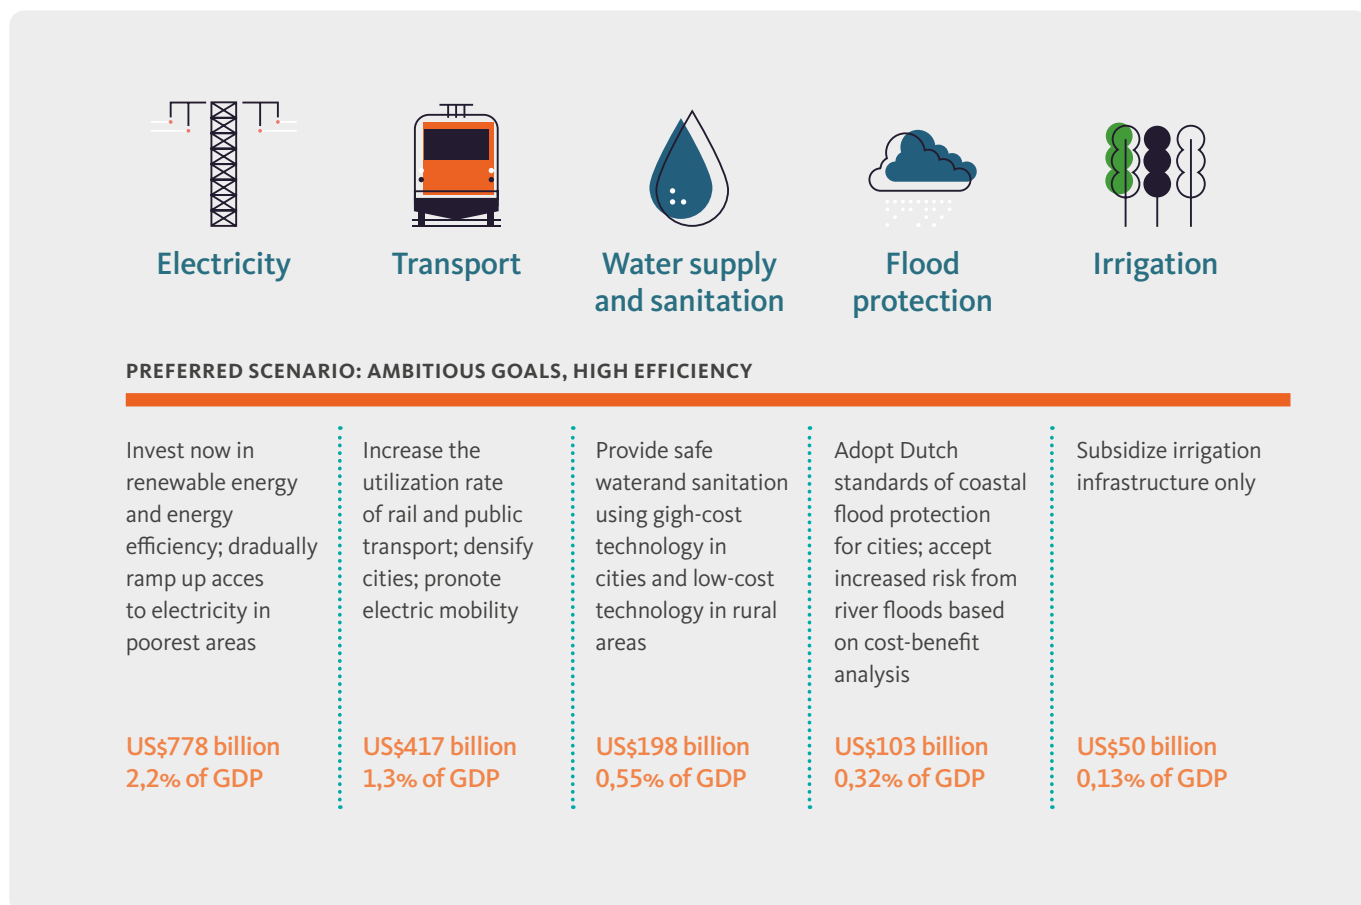 Electricity
Transport
Water supply
and sanitation
Flood
protection
Irrigation
PREFERRED SCENARIO: AMBITIOUS GOALS, HIGH EFFICIENCY
Invest now in
renewable energy
and energy
efficiency; dradually
ramp up acces
to electricity in
poorest areas
US$778 billion
2,2% of GDP
Increase the
utilization rate
of rail and public
transport; densify
cities; pronote
electric mobility
US$417 billion
1,3% of GDP
Provide safe
waterand sanitation
using gigh-cost
technology in
cities and low-cost
technology in rural
areas
US$198 billion
0,55% of GDP
Adopt Dutch
standards of coastal
flood protection
for cities; accept
increased risk from
river floods based
on cost-benefit
analysis
US$103 billion
0,32% of GDP
Subsidize irrigation
infrastructure only
US$50 billion
0,13% of GDP